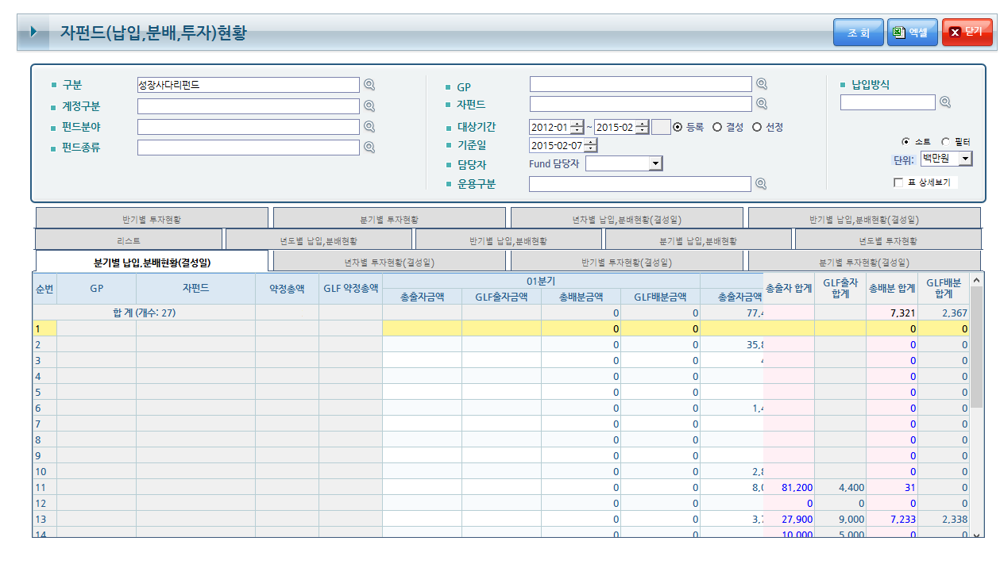 자펀드(납입,분배,투자)현황 조 회 엑셀 닫기
구분 성장사다리펀드 GP 납입방식
계정구분 자펀드
펀드분야 대상기간 2012-01 ~ 2015-02 등록 결성 선정
펀드종류 기준일 2015-02-07 소트 필터
담당자 Fund 담당자 단위: 백만원
운용구분 표 상세보기
반기별 투자현황 분기별 투자현황 년차별 납입,분배현황(결성일) 반기별 납입,분배현황(결성일)
리스트 년도별 납입,분배현황 반기별 납입,분배현황 분기별 납입,분배현황 년도별 투자현황
분기별 납입,분배현황(결성일) 년차별 투자현황(결성일) 반기별 투자현황(결성일) 분기별 투자현황(결성일)
순번 GP 자펀드 약정총액 GLF 약정총액 01분기 총출자 합계 GLF출자 합계 총배분 합계 GLF배분 합계
총출자금액 GLF출자금액 총배분금액 GLF배분금액 총출자금액
합 계 (개수: 27) 0 0 77,4 7,321 2,367
1 0 0 0 0
2 0 0 35,8 0 0
3 0 0 4 0 0
4 0 0 0 0
5 0 0 0 0
6 0 0 1,4 0 0
7 0 0 0 0
8 0 0 0 0
9 0 0 0 0
10 0 0 2,8 0 0
11 0 0 8,0 81,200 4,400 31 0
12 0 0 0 0 0 0
13 0 0 3,7 27,900 9,000 7,233 2,338
14 0 0 10,000 5,000 0 0